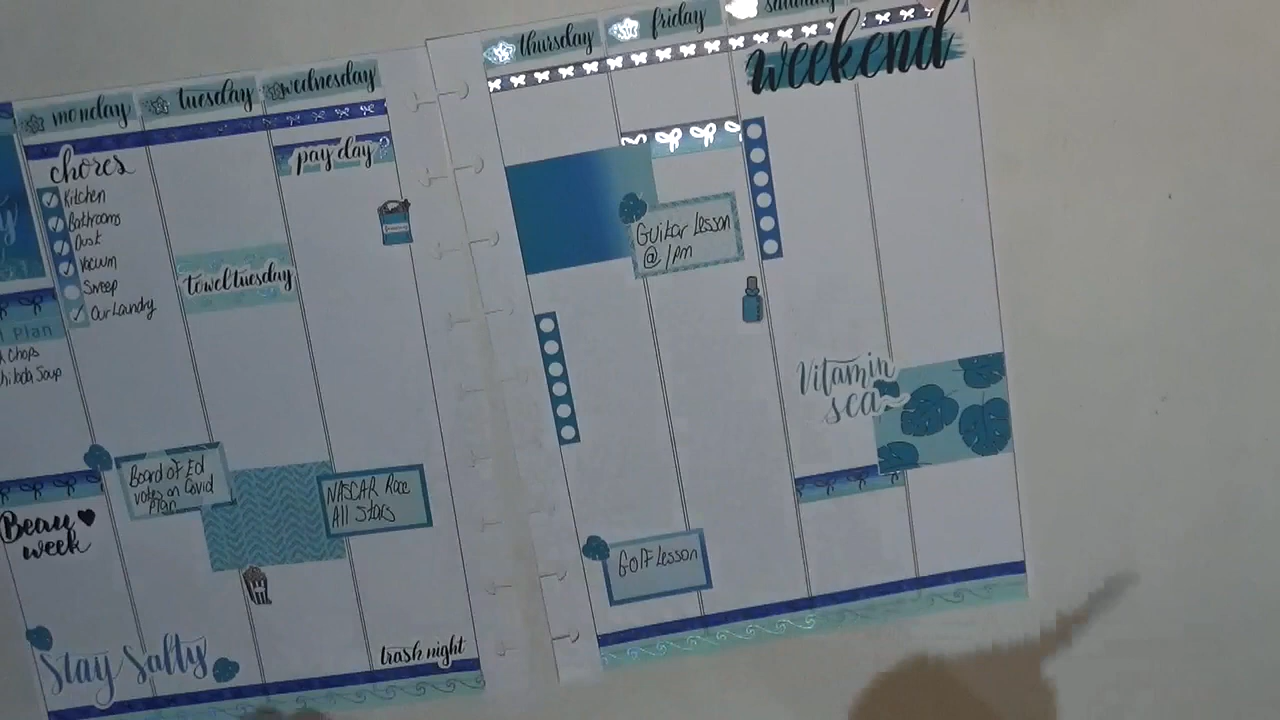 monday
tuesday
wednesday
thursday
friday
saturday
weekend
chores
Kitchen
Bathrooms
Dust
Vacuum
Sweep
Our Landry
Plan
Chops
Soup
towel tuesday
pay day
Guitar Lesson
@ 1pm
Vitamin
sea
Board of Ed
votes on Covid
Plan
NASCAR Race
All Stars
Beau
week
Golf Lesson
Stay Salty
trash night